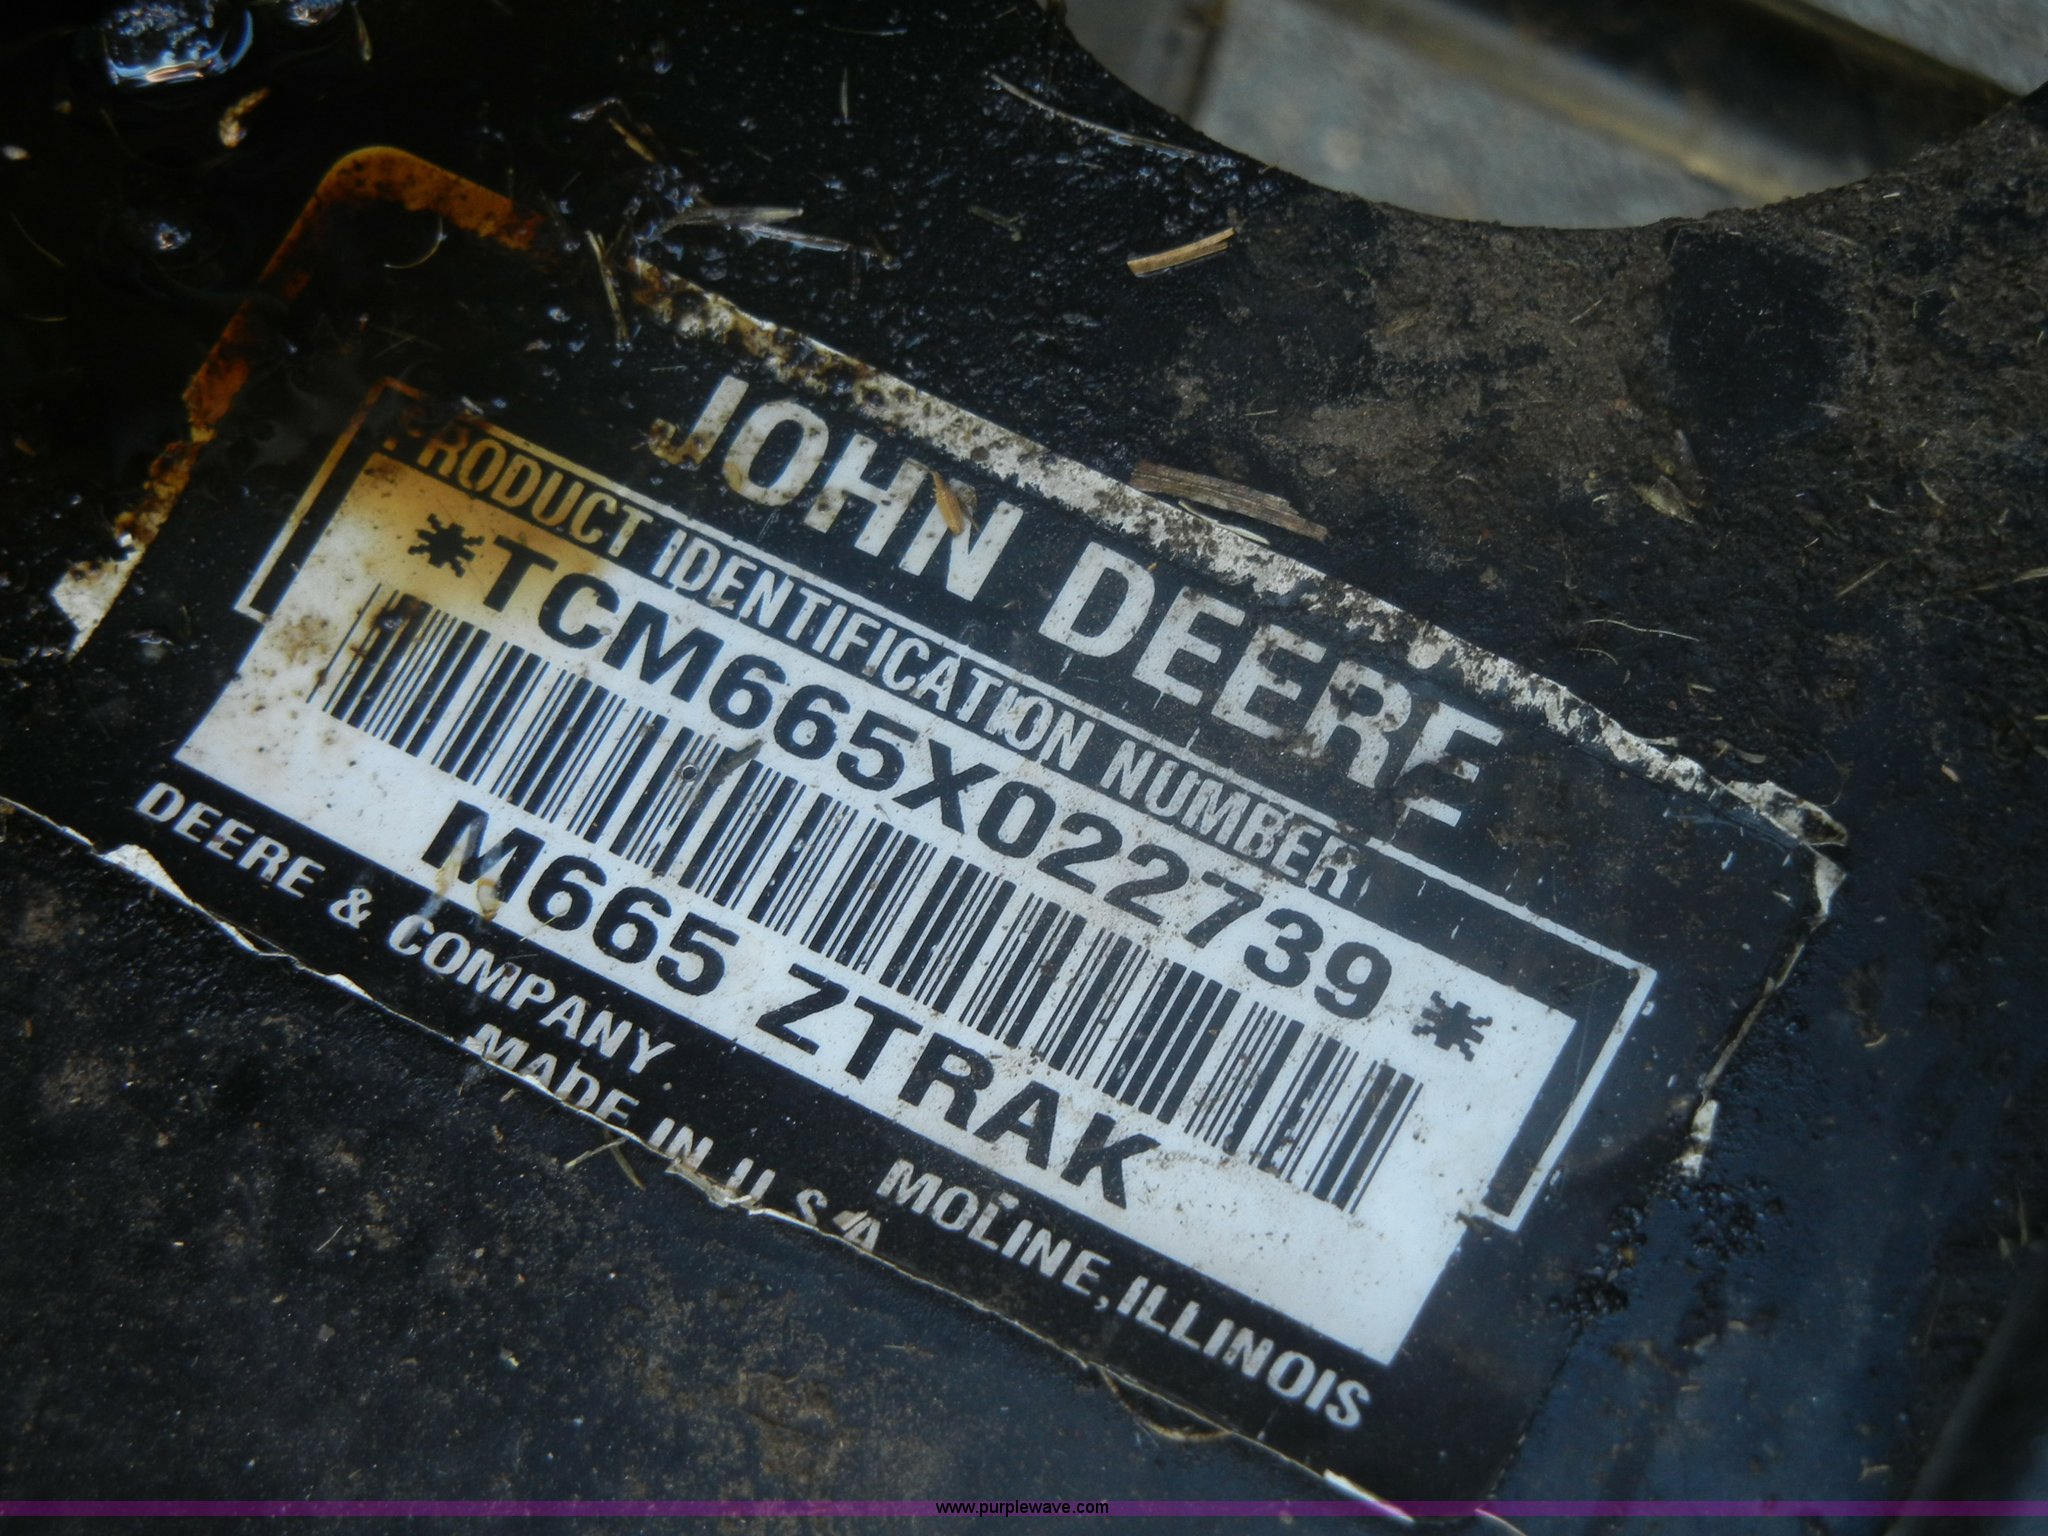 JOHN DEERE
PRODUCT IDENTIFICATION NUMBER
*TCM665X022739*
M665 ZTRAK
DEERE & COMPANY MOLINE, ILLINOIS
MADE IN U.S.A
www.purplewave.com